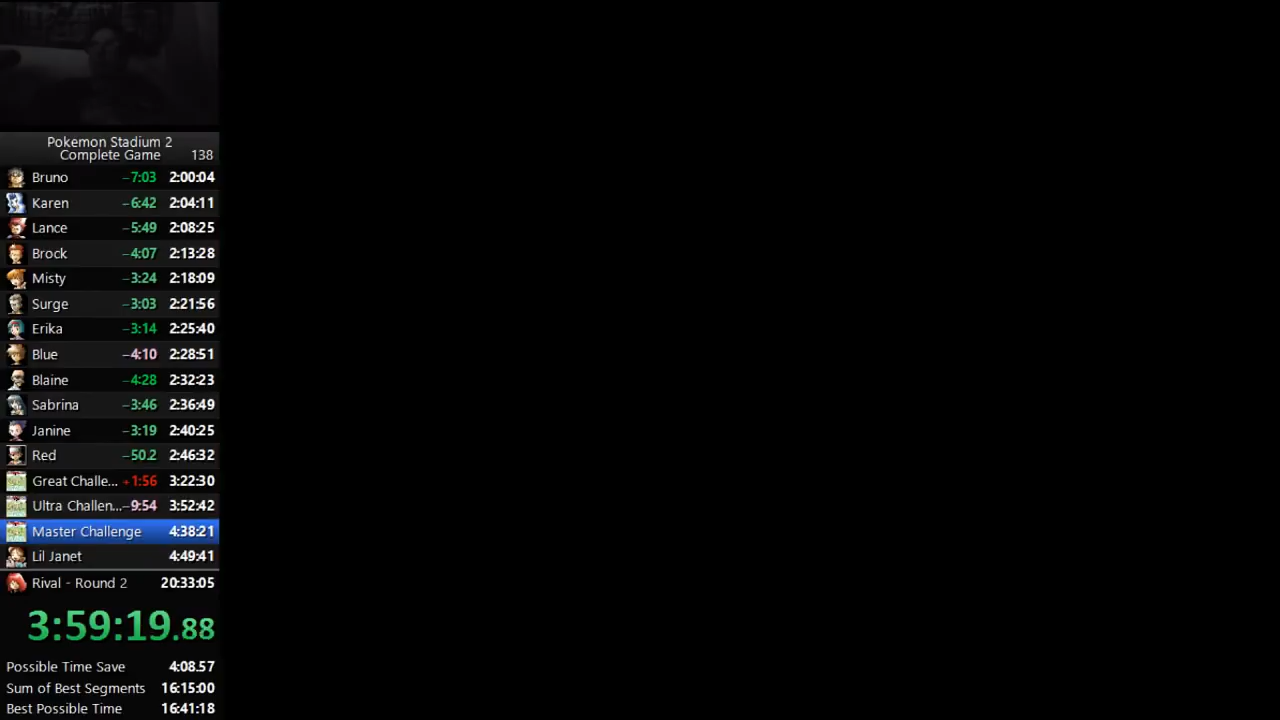 Pokemon Stadium 2
Complete Game 138
Bruno −7:03 2:00:04
Karen −6:42 2:04:11
Lance −5:49 2:08:25
Brock −4:07 2:13:28
Misty −3:24 2:18:09
Surge −3:03 2:21:56
Erika −3:14 2:25:40
Blue −4:10 2:28:51
Blaine −4:28 2:32:23
Sabrina −3:46 2:36:49
Janine −3:19 2:40:25
Red −50.2 2:46:32
Great Challe... +1:56 3:22:30
Ultra Challen... −9:54 3:52:42
Master Challenge 4:38:21
Lil Janet 4:49:41
Rival - Round 2 20:33:05
3:59:19.88
Possible Time Save 4:08.57
Sum of Best Segments 16:15:00
Best Possible Time 16:41:18